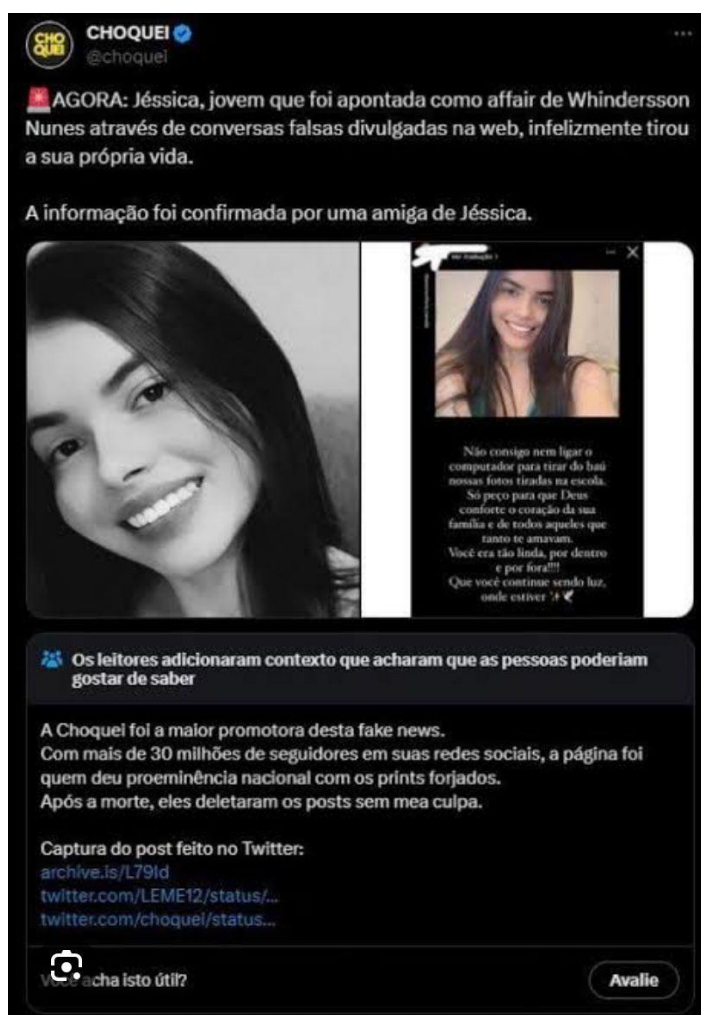 CHO
QUEI
CHOQUEI
@choquei
AGORA: Jéssica, jovem que foi apontada como affair de Whindersson
Nunes através de conversas falsas divulgadas na web, infelizmente tirou
a sua própria vida.
A informação foi confirmada por uma amiga de Jéssica.
Não consigo nem ligar o
computador para tirar do baú
nossas fotos tiradas na escola.
Só peço para que Deus
conforte o coração da sua
família e de todos aqueles que
tanto te amavam.
Você era tão linda, por dentro
e por fora!!!!
Que você continue sendo luz,
onde estiver ✨🕊
Os leitores adicionaram contexto que acharam que as pessoas poderiam
gostar de saber
A Choquei foi a maior promotora desta fake news.
Com mais de 30 milhões de seguidores em suas redes sociais, a página foi
quem deu proeminência nacional com os prints forjados.
Após a morte, eles deletaram os posts sem mea culpa.
Captura do post feito no Twitter:
archive.is/L79Id
twitter.com/LEME12/status/...
twitter.com/choquei/status...
Você acha isto útil?
Avalie